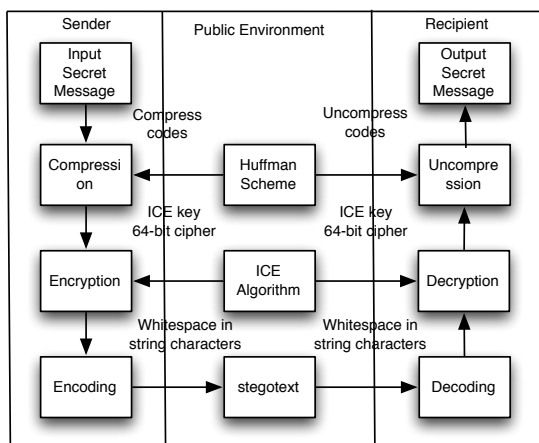 Sender
Public Environment
Recipient
Input
Secret
Message
Output
Secret
Message
Compress
codes
Uncompress
codes
Compressi
on
Huffman
Scheme
Uncompre
ssion
ICE key
64-bit cipher
ICE key
64-bit cipher
Encryption
ICE
Algorithm
Decryption
Whitespace in
string characters
Whitespace in
string characters
Encoding
stegotext
Decoding